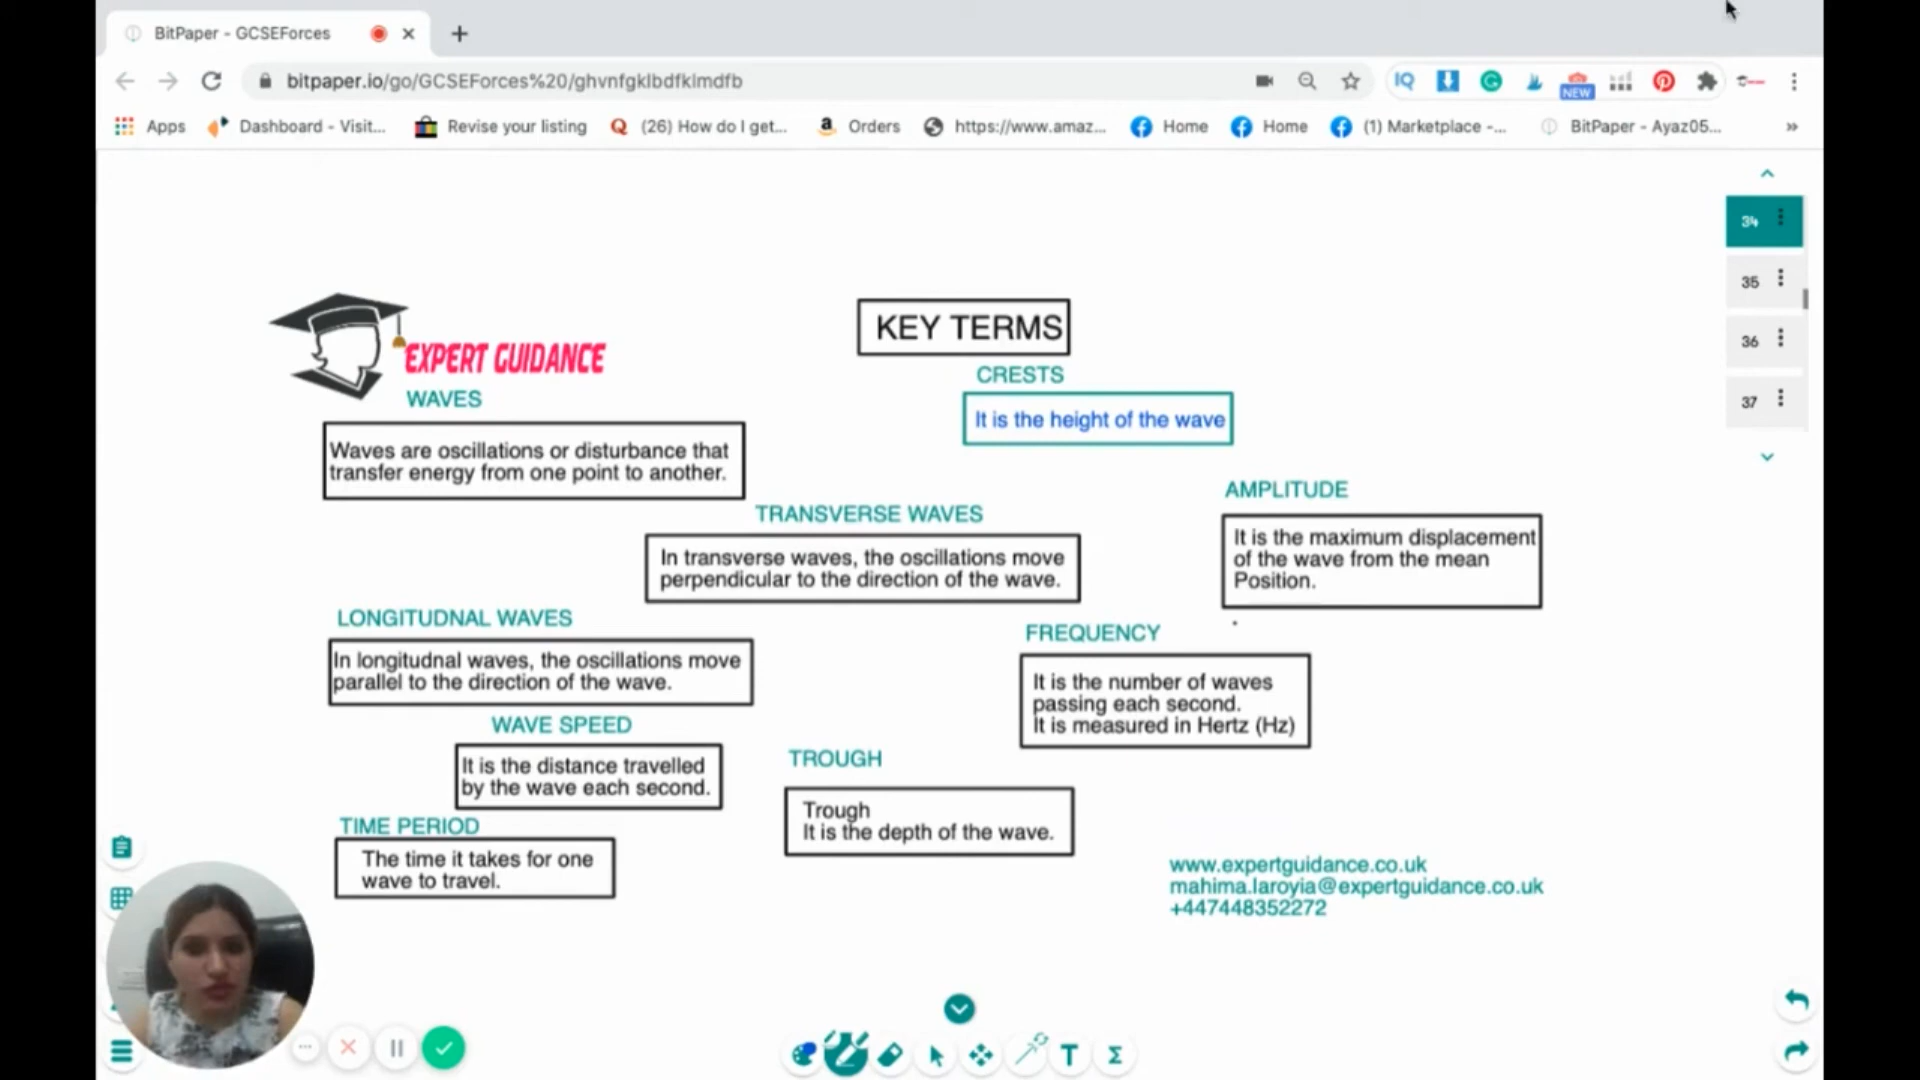 BitPaper - GCSEForces
bitpaper.io/go/GCSEForces%20/ghvnfgklbdfklmdfb
IQ
NEW
Apps
Dashboard - Visit...
Revise your listing
(26) How do I get...
Orders
https://www.amaz...
Home
Home
(1) Marketplace -...
BitPaper - Ayaz05...
34
35
36
37
EXPERT GUIDANCE
KEY TERMS
CRESTS
It is the height of the wave
WAVES
Waves are oscillations or disturbance that
transfer energy from one point to another.
AMPLITUDE
It is the maximum displacement
of the wave from the mean
Position.
TRANSVERSE WAVES
In transverse waves, the oscillations move
perpendicular to the direction of the wave.
LONGITUDNAL WAVES
In longitudnal waves, the oscillations move
parallel to the direction of the wave.
FREQUENCY
It is the number of waves
passing each second.
It is measured in Hertz (Hz)
WAVE SPEED
It is the distance travelled
by the wave each second.
TROUGH
Trough
It is the depth of the wave.
TIME PERIOD
The time it takes for one
wave to travel.
www.expertguidance.co.uk
mahima.laroyia@expertguidance.co.uk
+447448352272